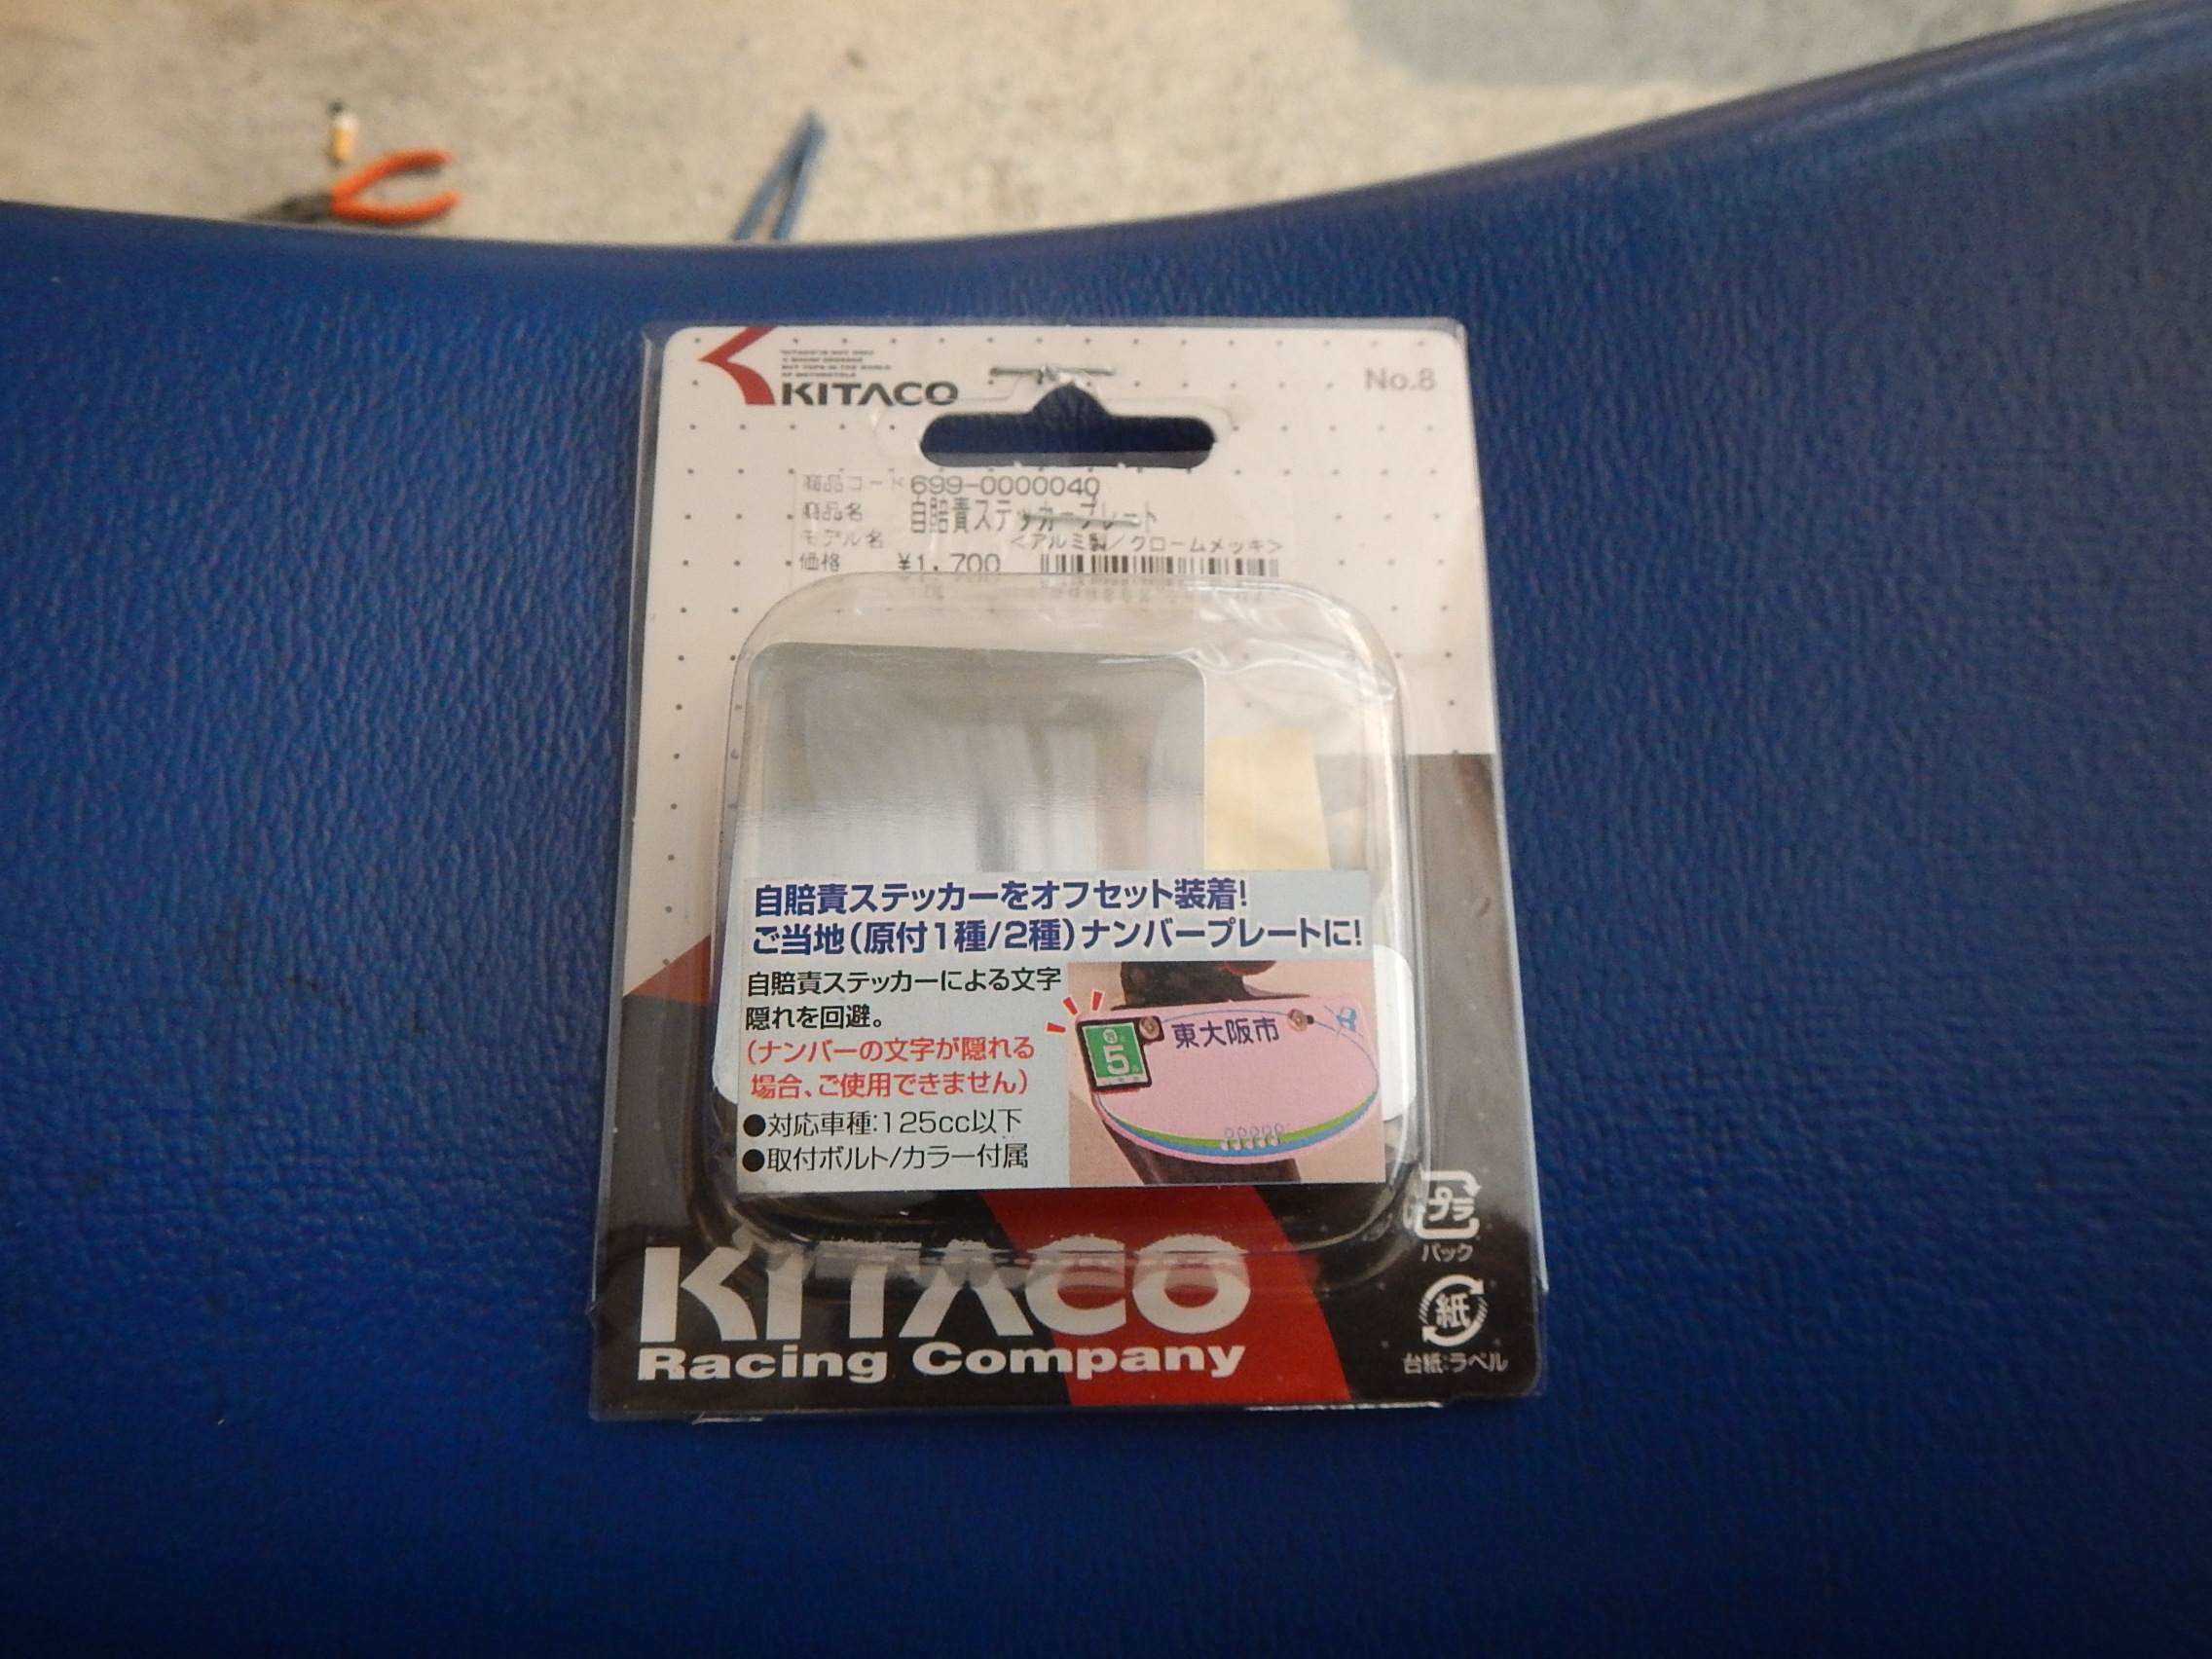 KITACO
No.8
商品コード 699-0000040
商品名 自賠責ステッカープレート
モデル名 <アルミ製/クロームメッキ>
価格 ¥1,700
自賠責ステッカーをオフセット装着!
ご当地(原付1種/2種)ナンバープレートに!
自賠責ステッカーによる文字
隠れを回避。
(ナンバーの文字が隠れる
場合、ご使用できません)
●対応車種:125cc以下
●取付ボルト/カラー付属
5
東大阪市
プラ
パック
紙
台紙:ラベル
KITACO
Racing Company